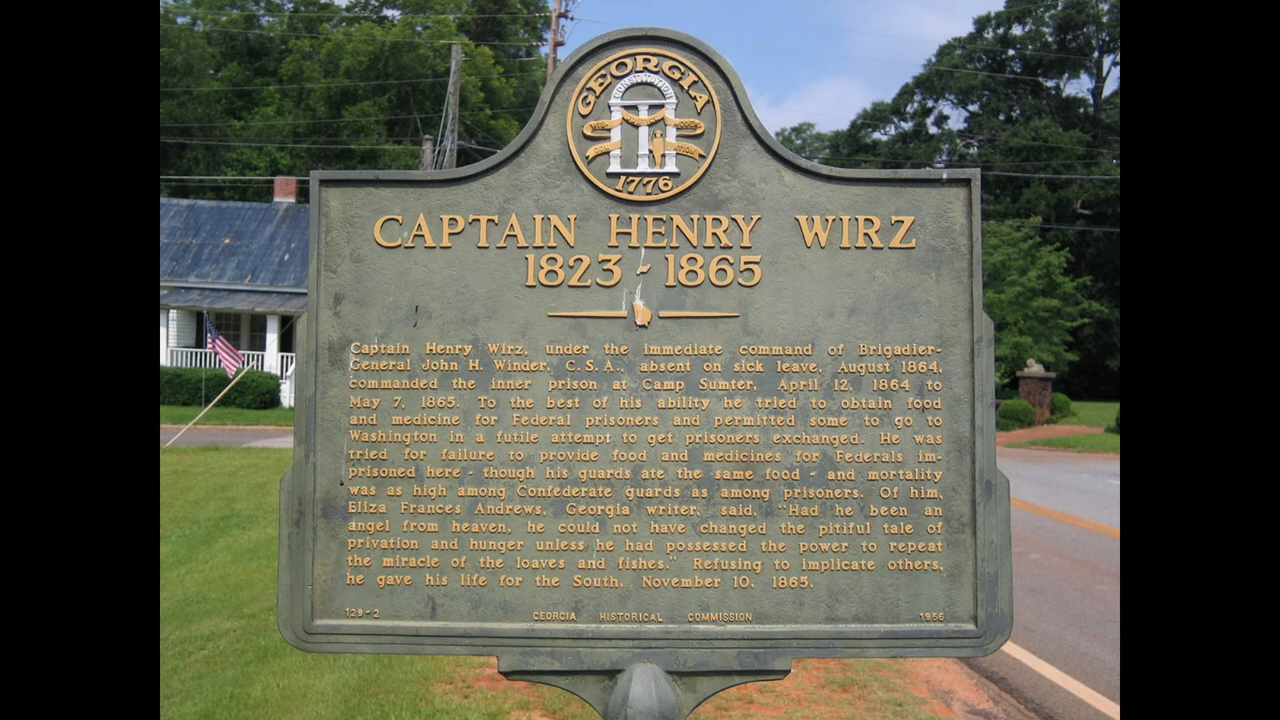 GEORGIA
CONSTITUTION
1776
CAPTAIN HENRY WIRZ
1823 - 1865
Captain Henry Wirz, under the immediate command of Brigadier-
General John H. Winder, C.S.A., absent on sick leave, August 1864,
commanded the inner prison at Camp Sumter, April 12, 1864 to
May 7, 1865. To the best of his ability he tried to obtain food
and medicine for Federal prisoners and permitted some to go to
Washington in a futile attempt to get prisoners exchanged. He was
tried for failure to provide food and medicines for Federals im-
prisoned here - though his guards ate the same food - and mortality
was as high among Confederate guards as among prisoners. Of him,
Eliza Frances Andrews, Georgia writer, said, "Had he been an
angel from heaven, he could not have changed the pitiful tale of
privation and hunger unless he had possessed the power to repeat
the miracle of the loaves and fishes." Refusing to implicate others,
he gave his life for the South, November 10, 1865.
129-2 GEORGIA HISTORICAL COMMISSION 1956